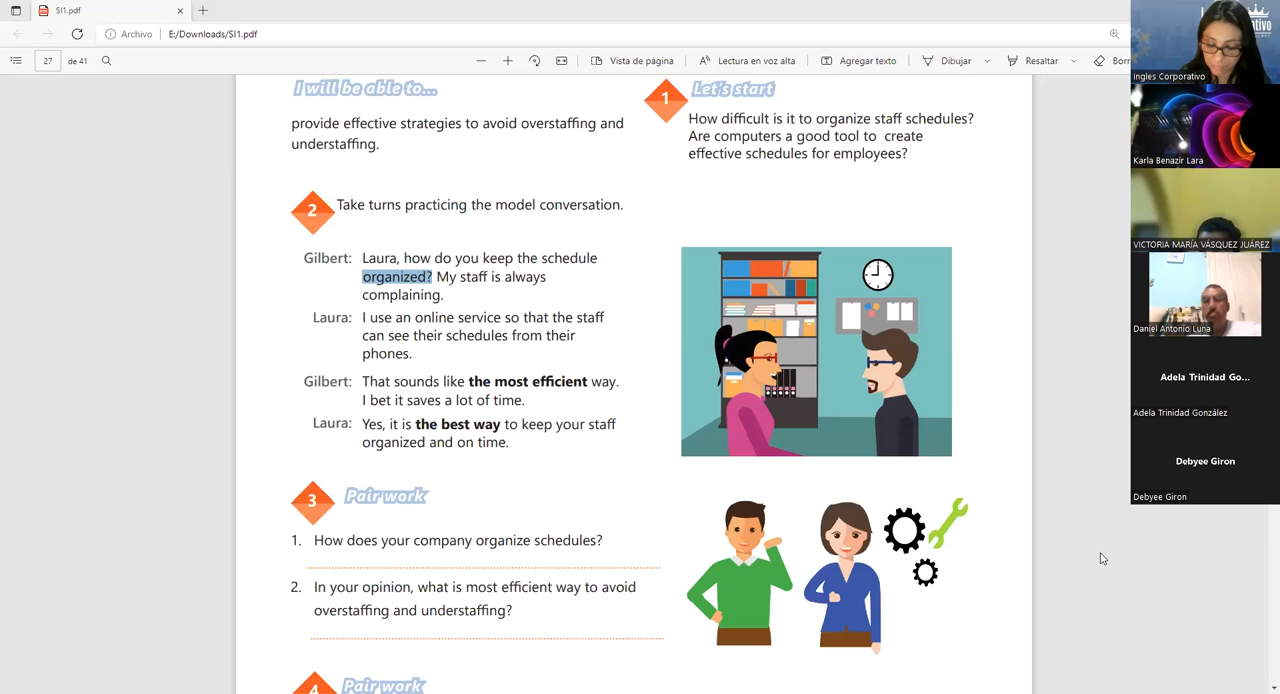 SI1.pdf
Archivo
E:/Downloads/SI1.pdf
27
de 41
Vista de página
Lectura en voz alta
Agregar texto
Dibujar
Resaltar
I will be able to...
provide effective strategies to avoid overstaffing and
understaffing.
1
Let's start
How difficult is it to organize staff schedules?
Are computers a good tool to create
effective schedules for employees?
2
Take turns practicing the model conversation.
Gilbert: Laura, how do you keep the schedule
organized? My staff is always
complaining.
Laura: I use an online service so that the staff
can see their schedules from their
phones.
Gilbert: That sounds like the most efficient way.
I bet it saves a lot of time.
Laura: Yes, it is the best way to keep your staff
organized and on time.
3
Pair work
1. How does your company organize schedules?
2. In your opinion, what is most efficient way to avoid
overstaffing and understaffing?
4
Pair work
Ingles Corporativo
Karla Benazir Lara
VICTORIA MARÍA VÁSQUEZ JUÁREZ
Daniel Antonio Luna
Adela Trinidad Go...
Adela Trinidad González
Debyee Giron
Debyee Giron